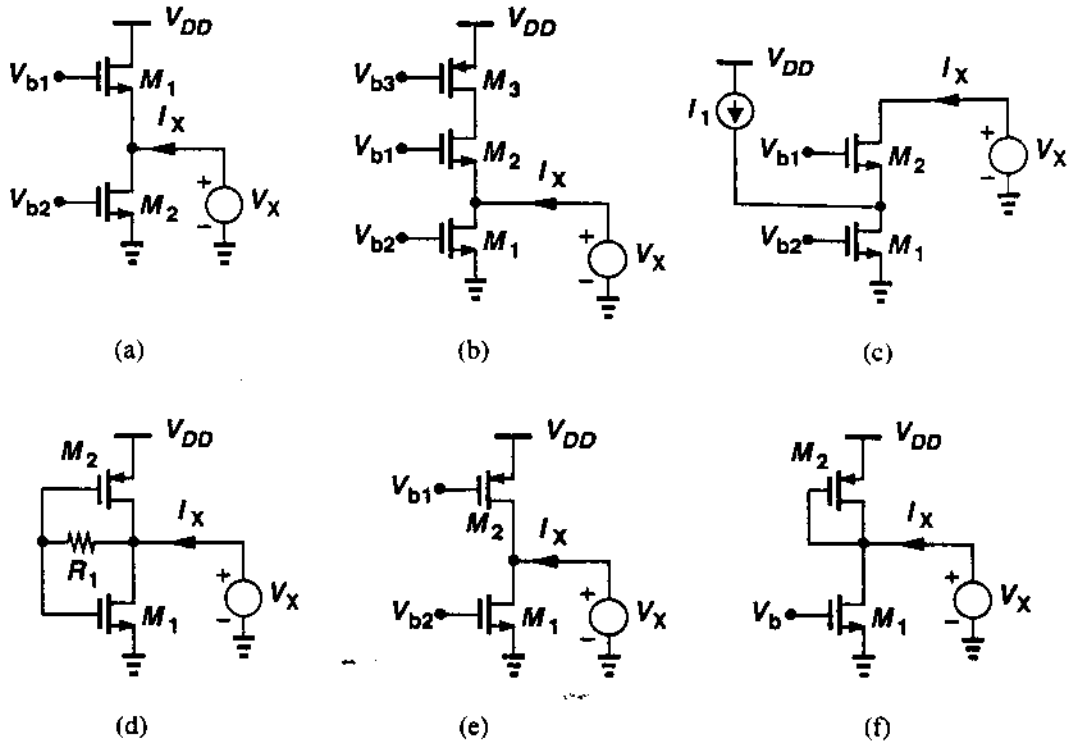 V_DD
V_b1 M_1
I_X
V_b2 M_2
+
−
V_X
(a)
V_DD
V_b3 M_3
V_b1 M_2
I_X
V_b2 M_1
+
−
V_X
(b)
V_DD
I_1
I_X
V_b1 M_2
+
−
V_X
V_b2 M_1
(c)
V_DD
M_2
I_X
R_1
M_1
+
−
V_X
(d)
V_DD
V_b1
M_2
I_X
V_b2 M_1
+
−
V_X
(e)
V_DD
M_2
I_X
V_b M_1
+
−
V_X
(f)